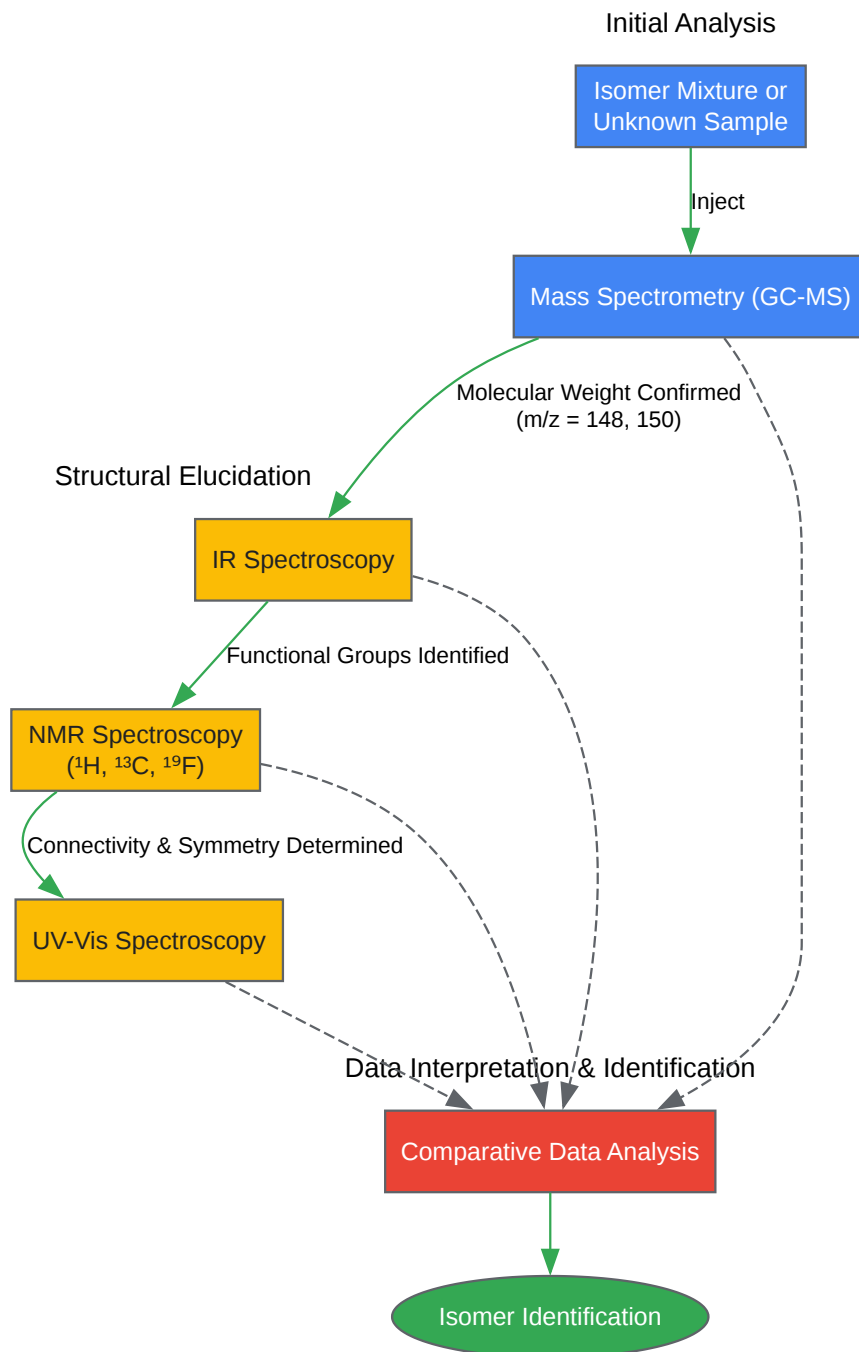 Initial Analysis
Isomer Mixture or
Unknown Sample
Inject
Mass Spectrometry (GC-MS)
Molecular Weight Confirmed
(m/z = 148, 150)
Structural Elucidation
IR Spectroscopy
Functional Groups Identified
NMR Spectroscopy
(¹H, ¹³C, ¹⁹F)
Connectivity & Symmetry Determined
UV-Vis Spectroscopy
Data Interpretation & Identification
Comparative Data Analysis
Isomer Identification